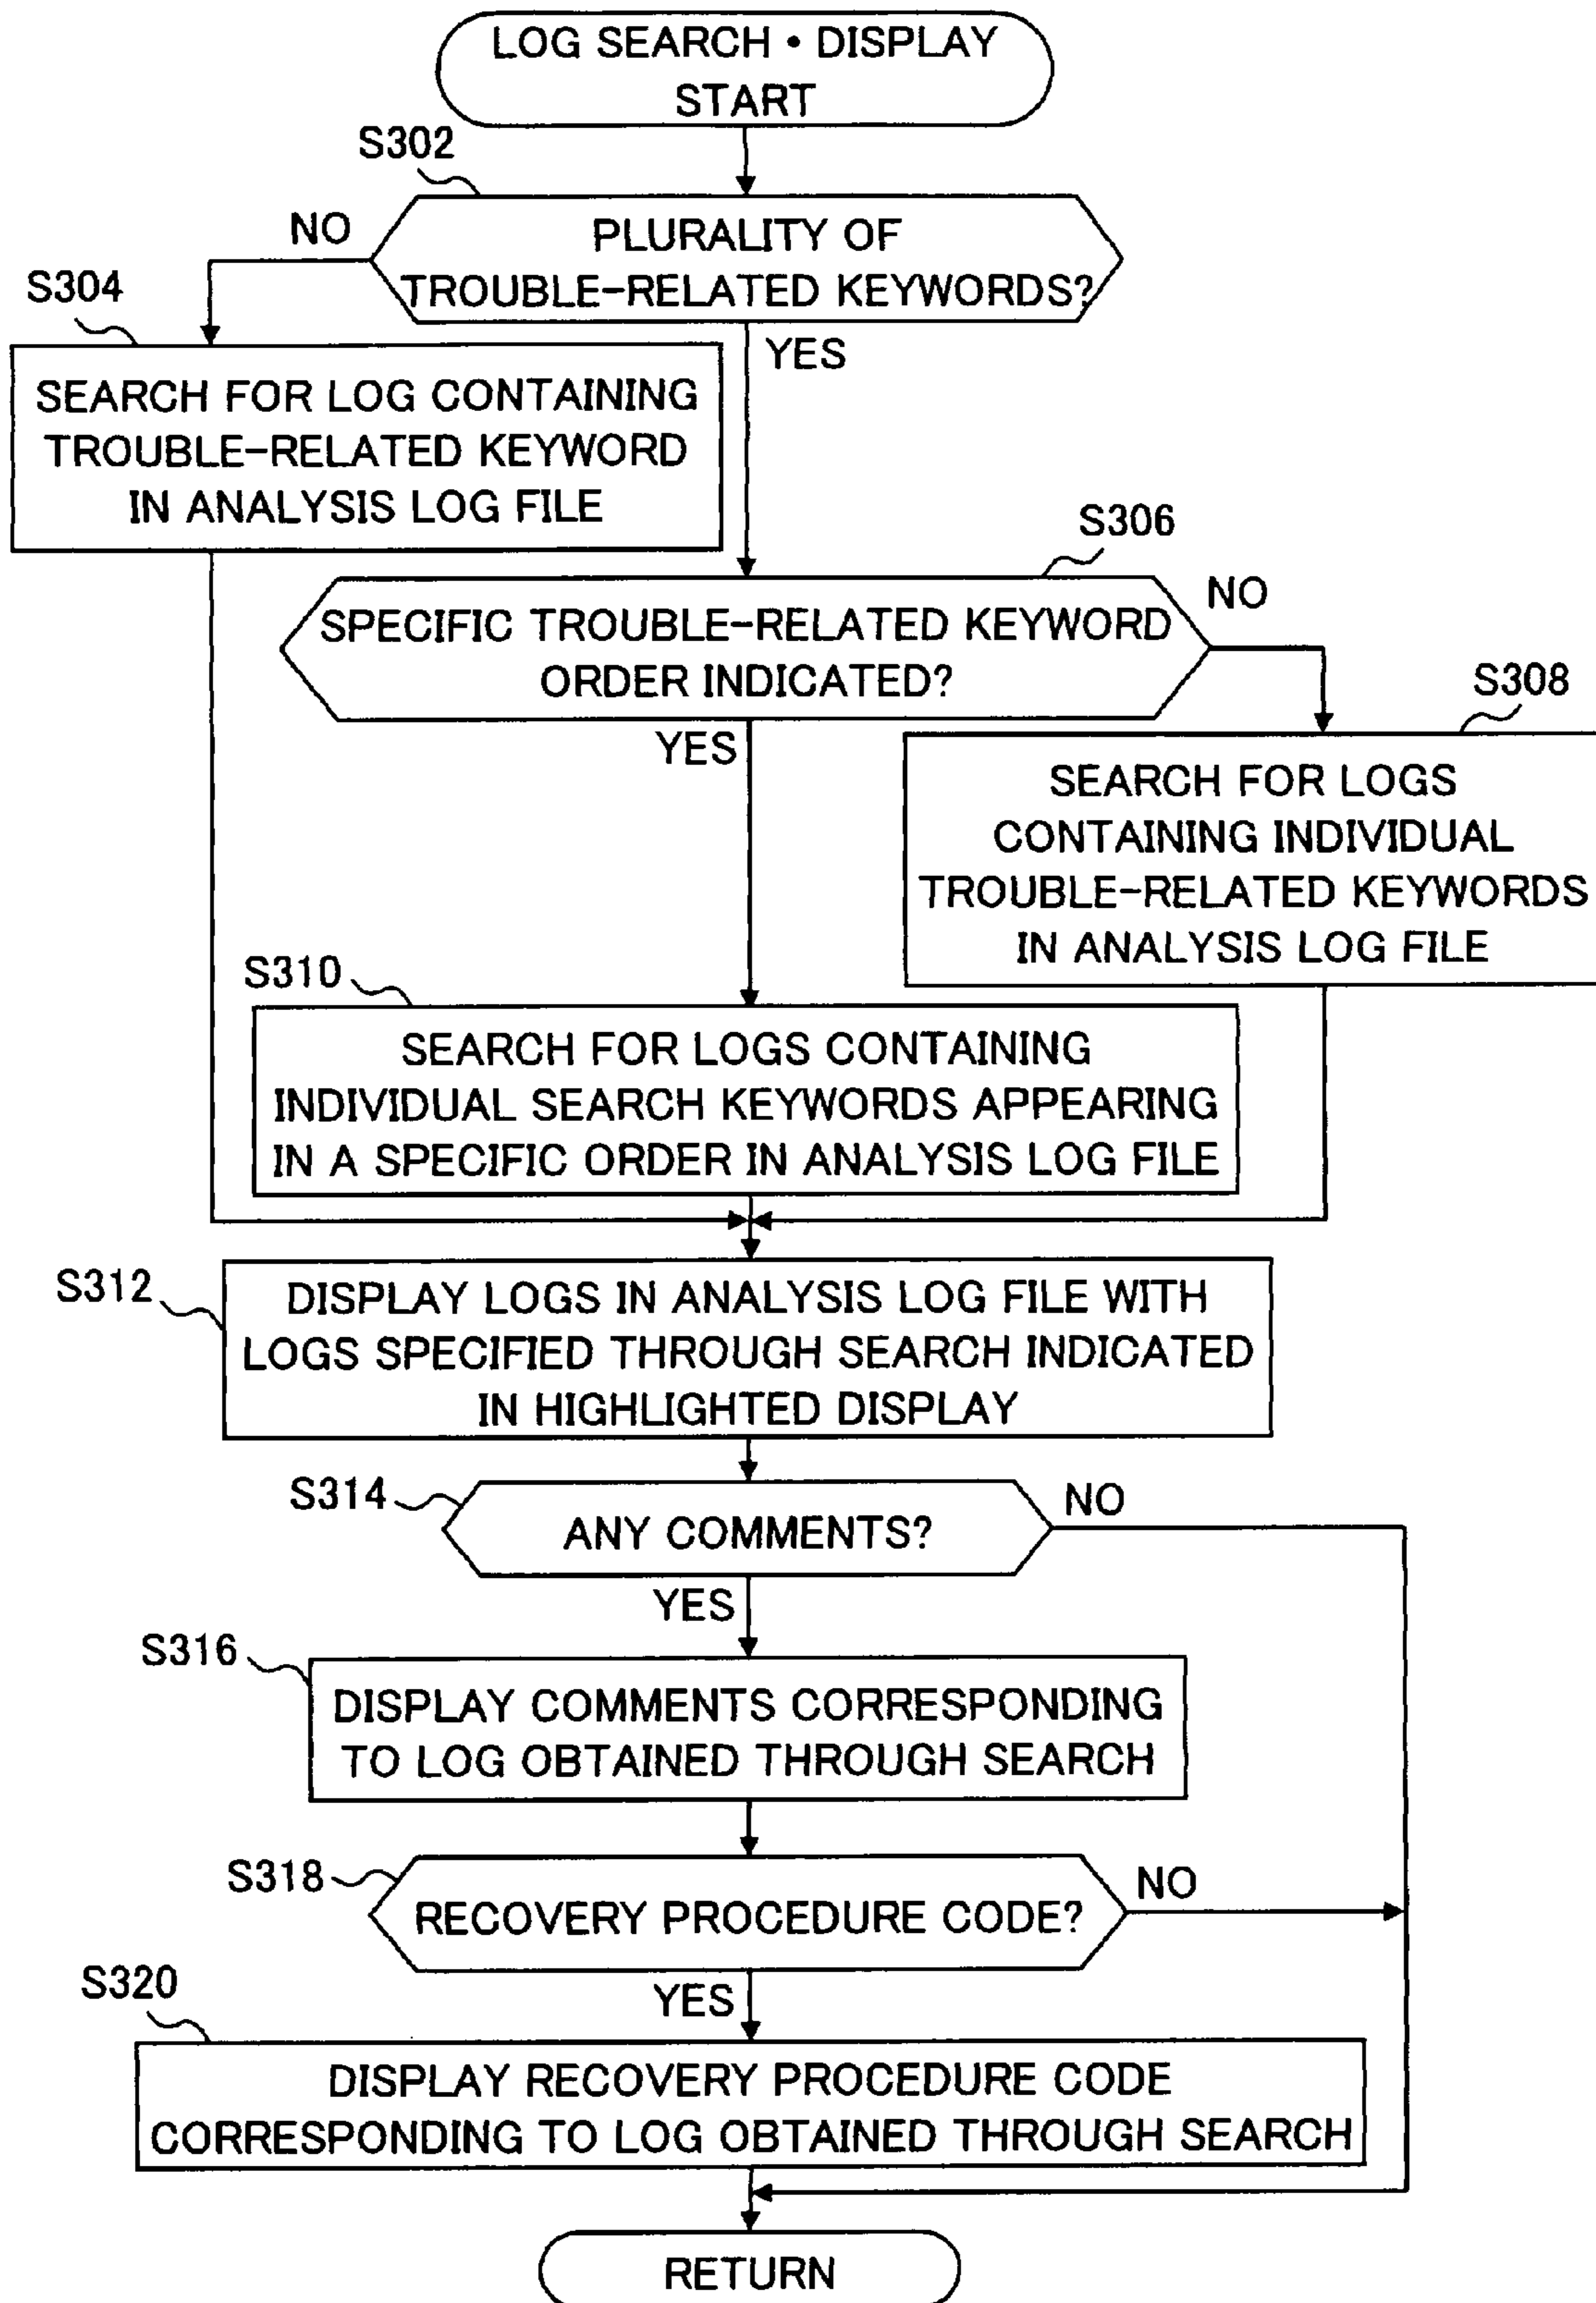 LOG SEARCH • DISPLAY
START
S302
NO
PLURALITY OF
TROUBLE-RELATED KEYWORDS?
S304
YES
SEARCH FOR LOG CONTAINING
TROUBLE-RELATED KEYWORD
IN ANALYSIS LOG FILE
S306
NO
SPECIFIC TROUBLE-RELATED KEYWORD
ORDER INDICATED?
S308
YES
SEARCH FOR LOGS
CONTAINING INDIVIDUAL
TROUBLE-RELATED KEYWORDS
IN ANALYSIS LOG FILE
S310
SEARCH FOR LOGS CONTAINING
INDIVIDUAL SEARCH KEYWORDS APPEARING
IN A SPECIFIC ORDER IN ANALYSIS LOG FILE
S312
DISPLAY LOGS IN ANALYSIS LOG FILE WITH
LOGS SPECIFIED THROUGH SEARCH INDICATED
IN HIGHLIGHTED DISPLAY
S314
NO
ANY COMMENTS?
YES
S316
DISPLAY COMMENTS CORRESPONDING
TO LOG OBTAINED THROUGH SEARCH
S318
NO
RECOVERY PROCEDURE CODE?
S320
YES
DISPLAY RECOVERY PROCEDURE CODE
CORRESPONDING TO LOG OBTAINED THROUGH SEARCH
RETURN